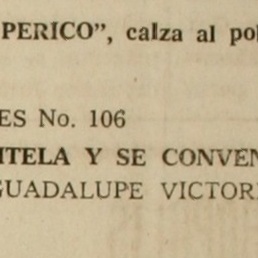 PERICO”, calza al po
ES No. 106
ITELA Y SE CONVEN
GUADALUPE VICTOR